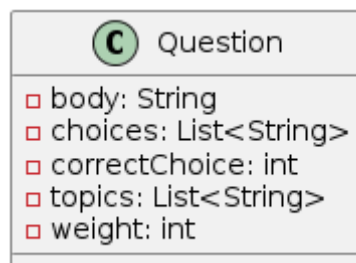 C Question
body: String
choices: List<String>
correctChoice: int
topics: List<String>
weight: int